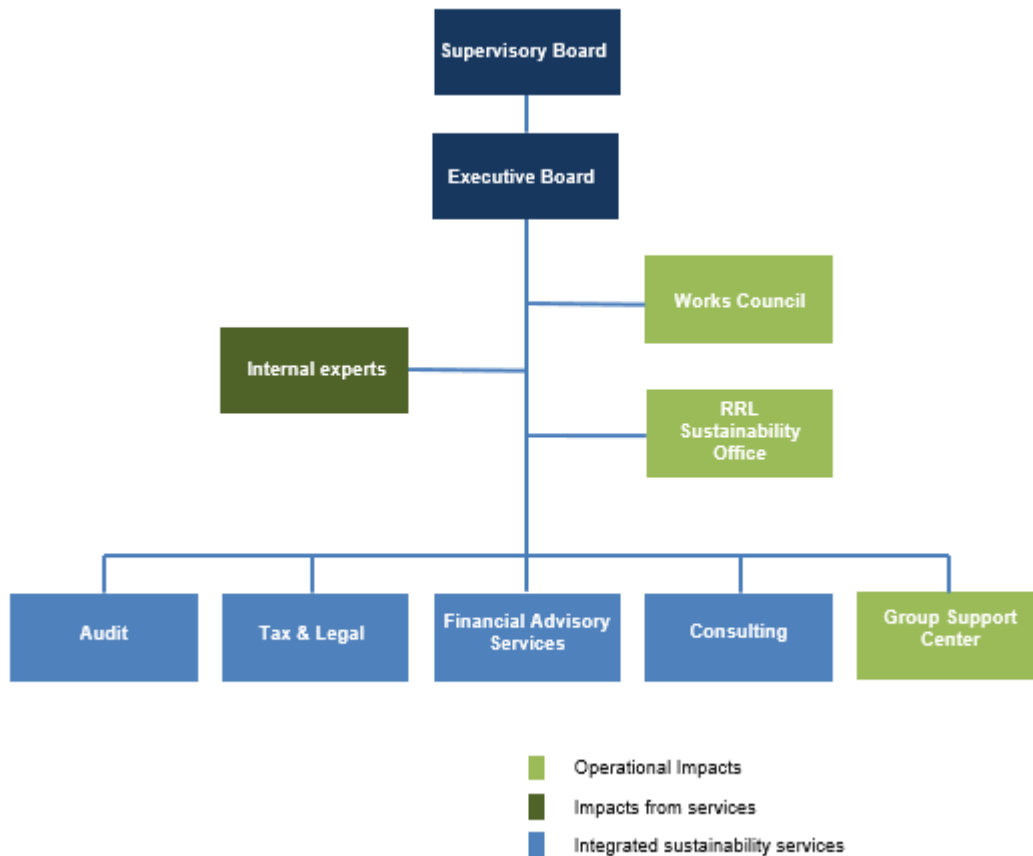 Supervisory Board
Executive Board
Works Council
Internal experts
RRL
Sustainability
Office
Audit
Tax & Legal
Financial Advisory
Services
Consulting
Group Support
Center
Operational Impacts
Impacts from services
Integrated sustainability services